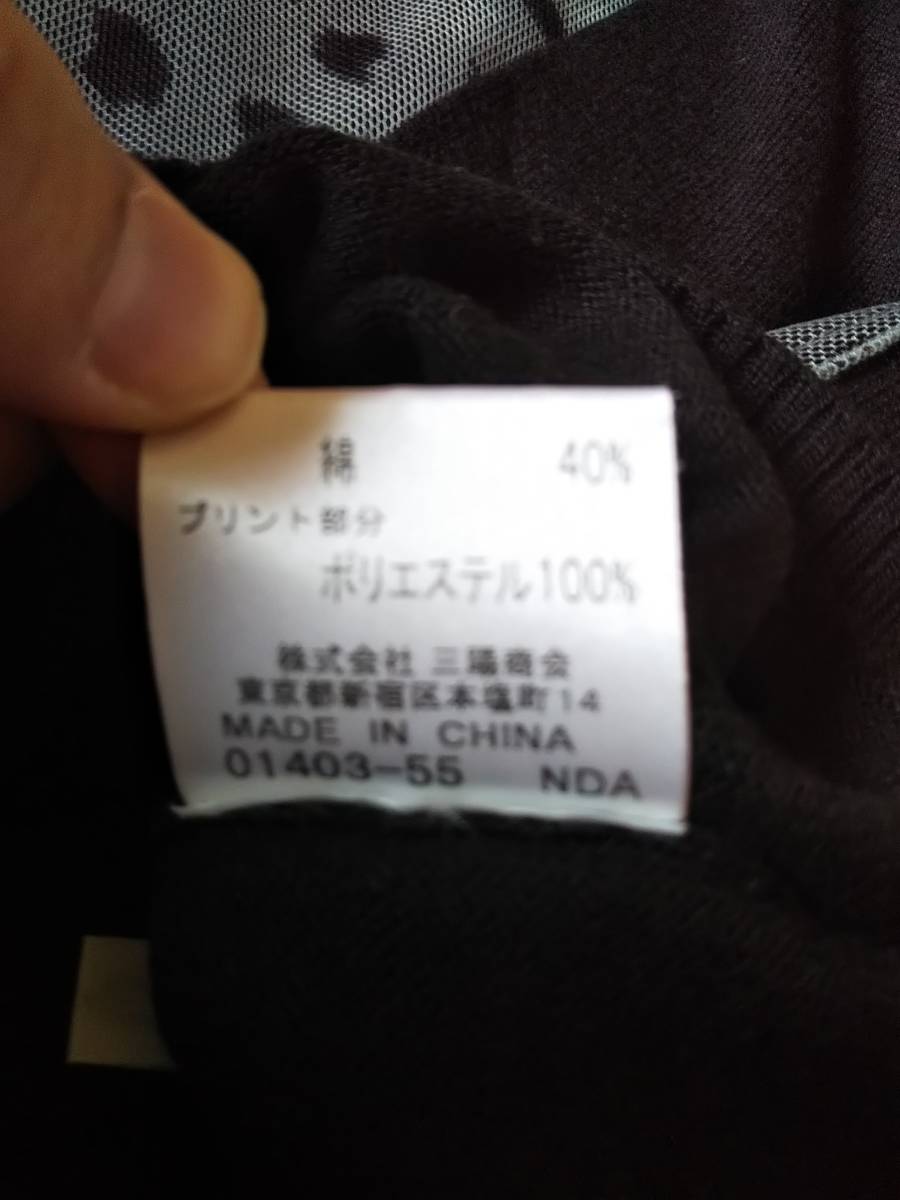 綿 40%
プリント部分
ポリエステル100%
株式会社 三陽商会
東京都新宿区本塩町14
MADE IN CHINA
01403-55 NDA